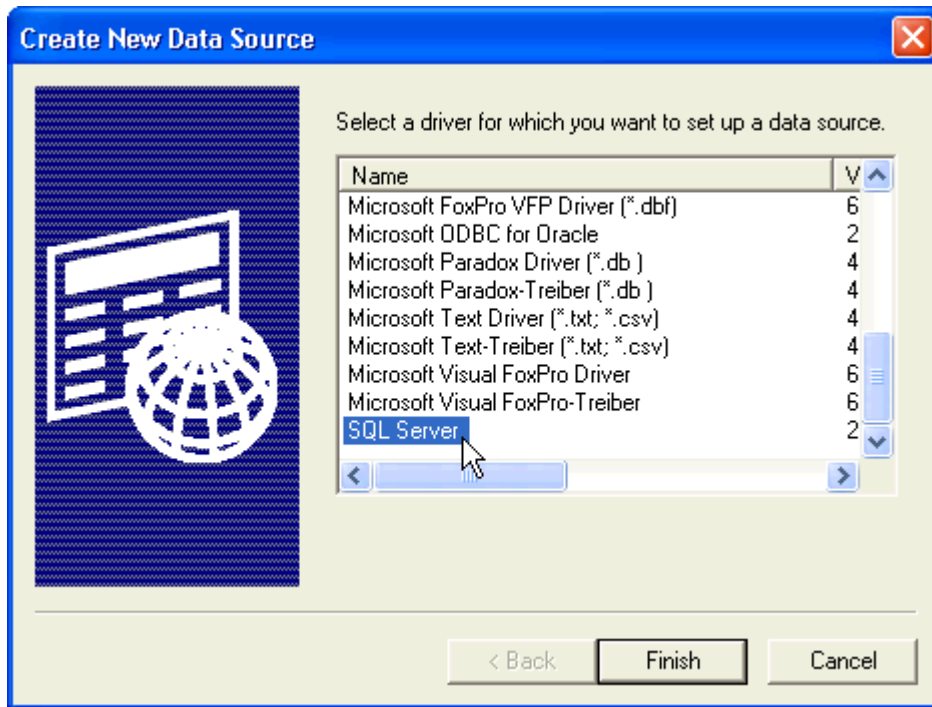 Create New Data Source
Select a driver for which you want to set up a data source.
Name V
Microsoft FoxPro VFP Driver (*.dbf) 6
Microsoft ODBC for Oracle 2
Microsoft Paradox Driver (*.db ) 4
Microsoft Paradox-Treiber (*.db ) 4
Microsoft Text Driver (*.txt; *.csv) 4
Microsoft Text-Treiber (*.txt; *.csv) 4
Microsoft Visual FoxPro Driver 6
Microsoft Visual FoxPro-Treiber 6
SQL Server 2
< Back Finish Cancel